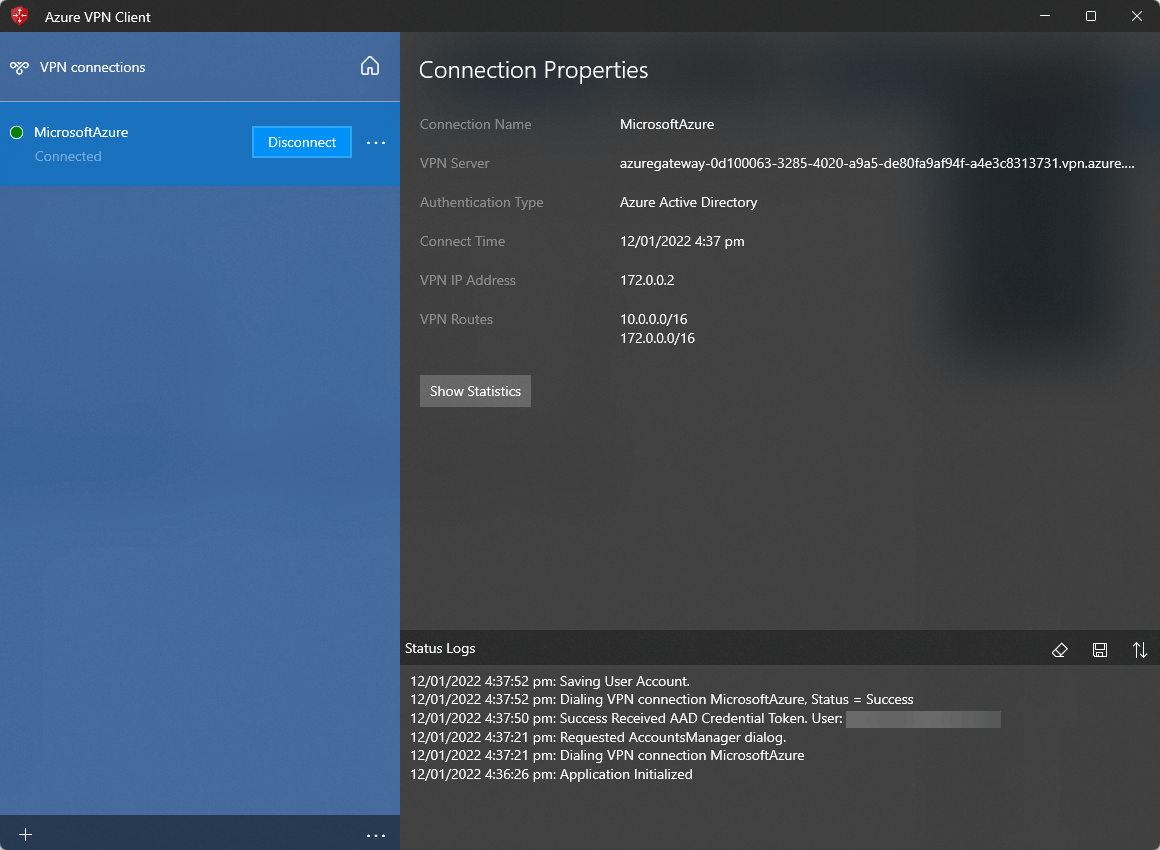 Azure VPN Client
VPN connections
MicrosoftAzure
Connected
Disconnect
Connection Properties
Connection Name MicrosoftAzure
VPN Server azuregateway-0d100063-3285-4020-a9a5-de80fa9af94f-a4e3c8313731.vpn.azure....
Authentication Type Azure Active Directory
Connect Time 12/01/2022 4:37 pm
VPN IP Address 172.0.0.2
VPN Routes 10.0.0.0/16
172.0.0.0/16
Show Statistics
Status Logs
12/01/2022 4:37:52 pm: Saving User Account.
12/01/2022 4:37:52 pm: Dialing VPN connection MicrosoftAzure, Status = Success
12/01/2022 4:37:50 pm: Success Received AAD Credential Token. User:
12/01/2022 4:37:21 pm: Requested AccountsManager dialog.
12/01/2022 4:37:21 pm: Dialing VPN connection MicrosoftAzure
12/01/2022 4:36:26 pm: Application Initialized